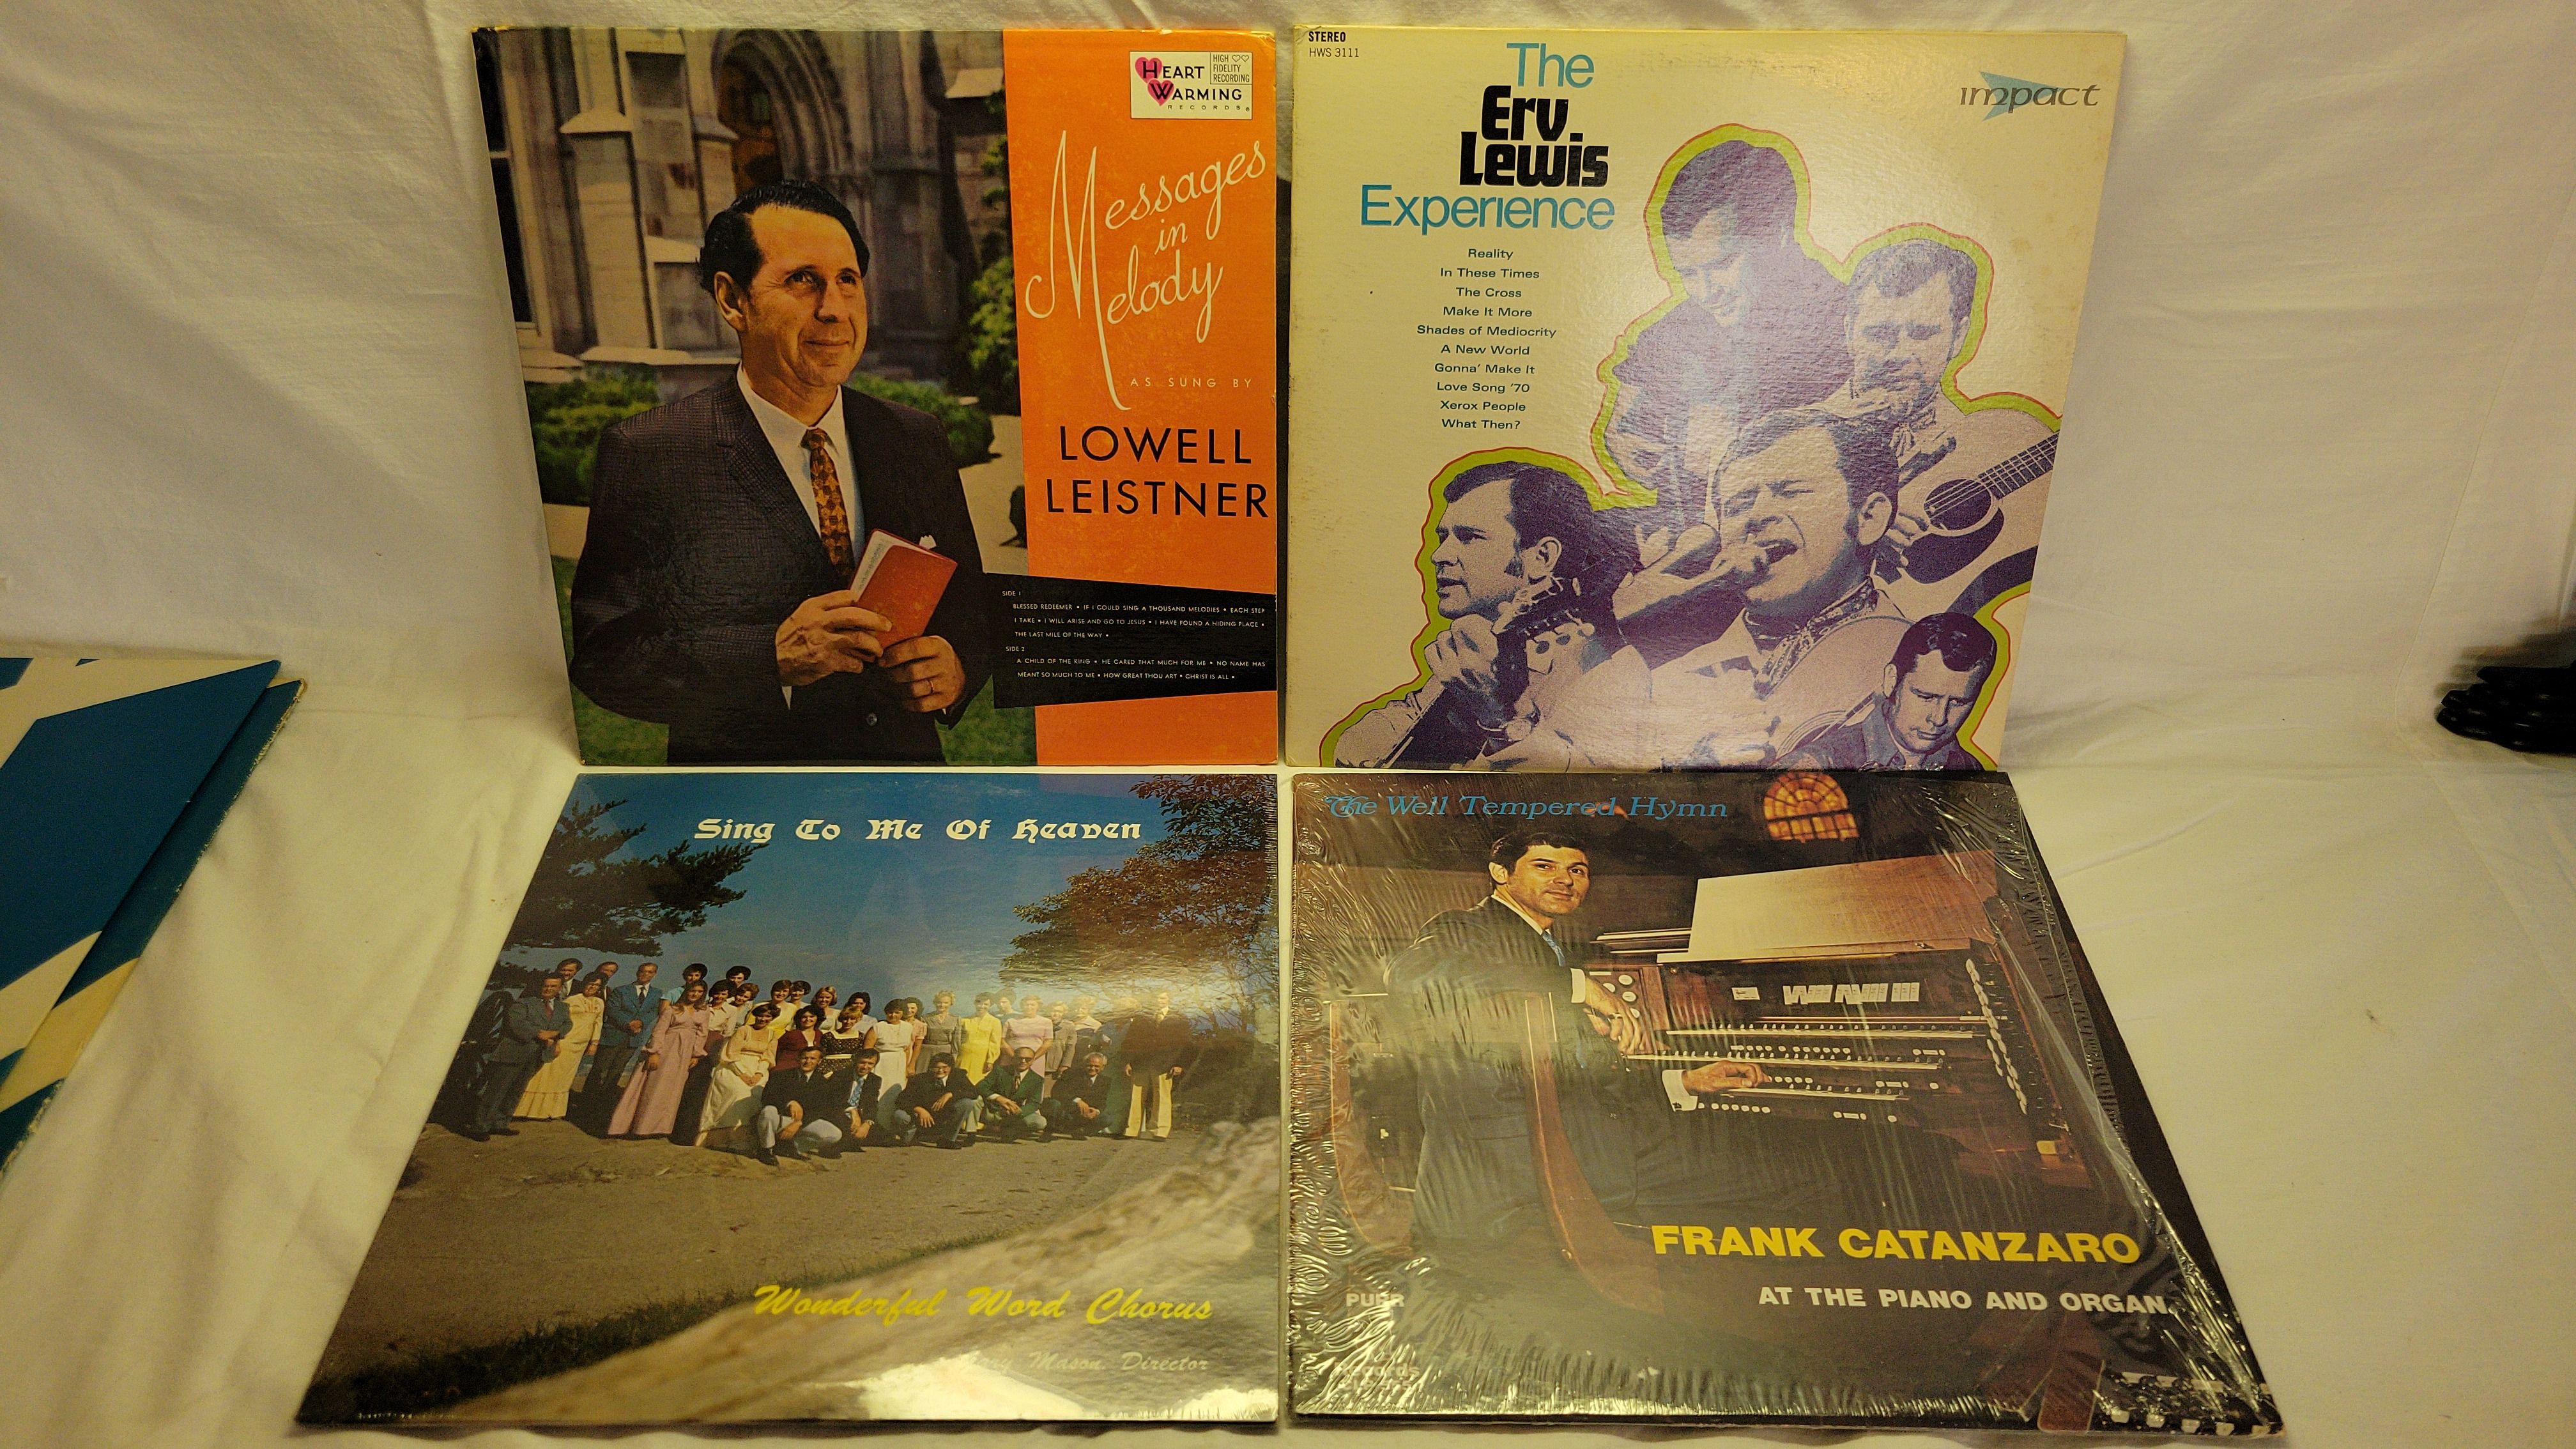 HEART
WARMING
RECORDS
HIGH
FIDELITY
RECORDING
Messages
in
Melody
AS SUNG BY
LOWELL
LEISTNER
SIDE 1
BLESSED REDEEMER • IF I COULD SING A THOUSAND MELODIES • EACH STEP
I TAKE • I WILL ARISE AND GO TO JESUS • I HAVE FOUND A HIDING PLACE •
THE LAST MILE OF THE WAY •
SIDE 2
A CHILD OF THE KING • HE CARED THAT MUCH FOR ME • NO NAME HAS
MEANT SO MUCH TO ME • HOW GREAT THOU ART • CHRIST IS ALL •
STEREO
HWS 3111
The
Erv
Lewis
Experience
impact
Reality
In These Times
The Cross
Make It More
Shades of Mediocrity
A New World
Gonna' Make It
Love Song '70
Xerox People
What Then?
Sing To Me Of Heaven
Wonderful Word Chorus
Mason, Director
The Well Tempered Hymn
FRANK CATANZARO
AT THE PIANO AND ORGAN